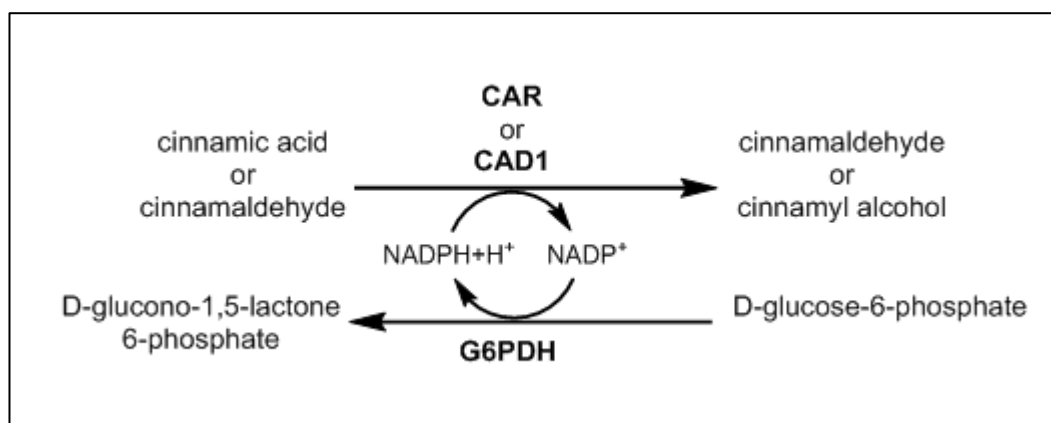 CAR
or
CAD1
cinnamic acid
or
cinnamaldehyde
cinnamaldehyde
or
cinnamyl alcohol
NADPH+H⁺
NADP⁺
D-glucono-1,5-lactone
6-phosphate
D-glucose-6-phosphate
G6PDH